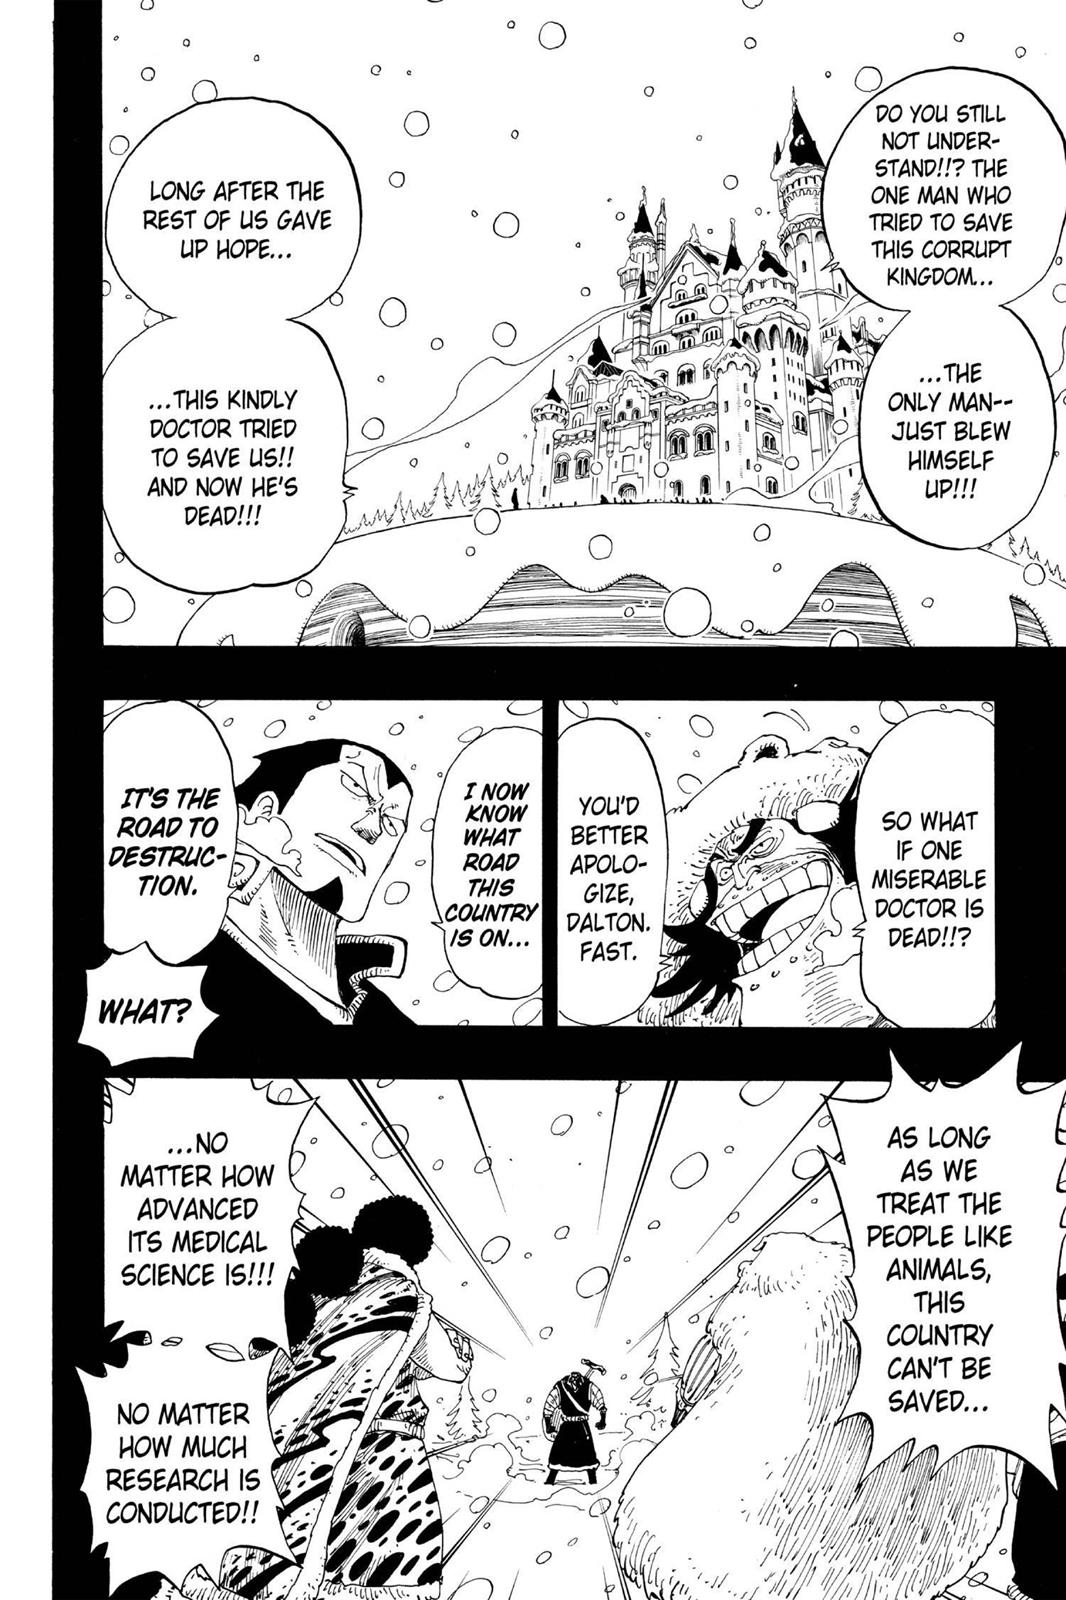 DO YOU STILL
NOT UNDER-
STAND!!? THE
ONE MAN WHO
TRIED TO SAVE
THIS CORRUPT
KINGDOM...
...THE
ONLY MAN--
JUST BLEW
HIMSELF
UP!!!
LONG AFTER THE
REST OF US GAVE
UP HOPE...
...THIS KINDLY
DOCTOR TRIED
TO SAVE US!!
AND NOW HE'S
DEAD!!!
SO WHAT
IF ONE
MISERABLE
DOCTOR IS
DEAD!!?
YOU'D
BETTER
APOLO-
GIZE,
DALTON.
FAST.
I NOW
KNOW
WHAT
ROAD
THIS
COUNTRY
IS ON...
IT'S THE
ROAD TO
DESTRUC-
TION.
WHAT?
AS LONG
AS WE
TREAT THE
PEOPLE LIKE
ANIMALS,
THIS
COUNTRY
CAN'T BE
SAVED...
...NO
MATTER HOW
ADVANCED
ITS MEDICAL
SCIENCE IS!!!
NO MATTER
HOW MUCH
RESEARCH IS
CONDUCTED!!